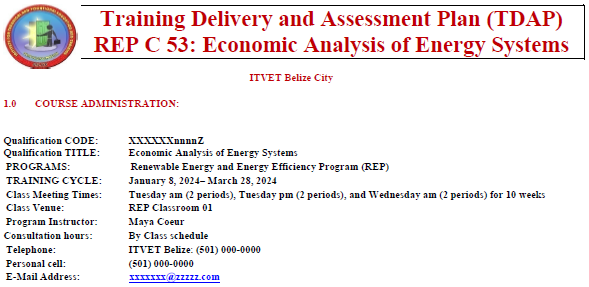 Training Delivery and Assessment Plan (TDAP)
REP C 53: Economic Analysis of Energy Systems
ITVET Belize City
1.0 COURSE ADMINISTRATION:
Qualification CODE: XXXXXXnnnnZ
Qualification TITLE: Economic Analysis of Energy Systems
PROGRAMS: Renewable Energy and Energy Efficiency Program (REP)
TRAINING CYCLE: January 8, 2024– March 28, 2024
Class Meeting Times: Tuesday am (2 periods), Tuesday pm (2 periods), and Wednesday am (2 periods) for 10 weeks
Class Venue: REP Classroom 01
Program Instructor: Maya Coeur
Consultation hours: By Class schedule
Telephone: ITVET Belize: (501) 000-0000
Personal cell: (501) 000-0000
E-Mail Address: xxxxxxx@zzzzz.com